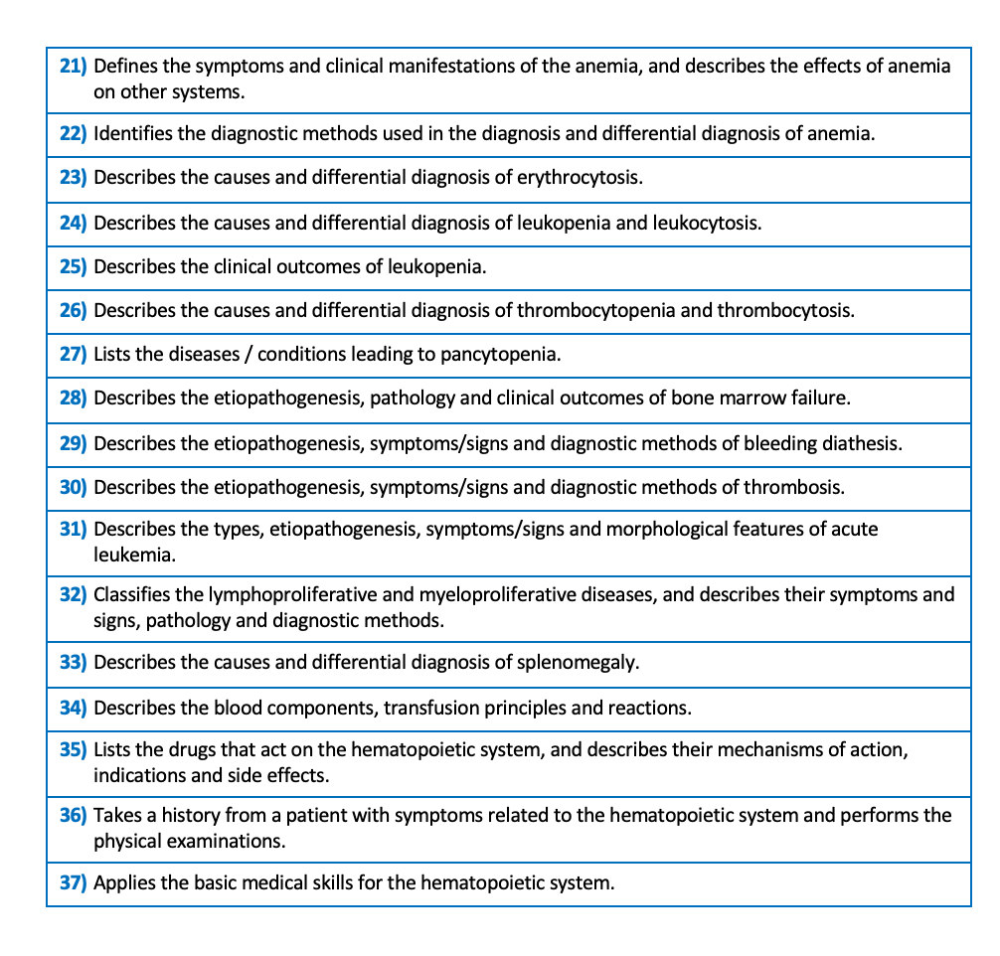 21) Defines the symptoms and clinical manifestations of the anemia, and describes the effects of anemia
on other systems.
22) Identifies the diagnostic methods used in the diagnosis and differential diagnosis of anemia.
23) Describes the causes and differential diagnosis of erythrocytosis.
24) Describes the causes and differential diagnosis of leukopenia and leukocytosis.
25) Describes the clinical outcomes of leukopenia.
26) Describes the causes and differential diagnosis of thrombocytopenia and thrombocytosis.
27) Lists the diseases / conditions leading to pancytopenia.
28) Describes the etiopathogenesis, pathology and clinical outcomes of bone marrow failure.
29) Describes the etiopathogenesis, symptoms/signs and diagnostic methods of bleeding diathesis.
30) Describes the etiopathogenesis, symptoms/signs and diagnostic methods of thrombosis.
31) Describes the types, etiopathogenesis, symptoms/signs and morphological features of acute
leukemia.
32) Classifies the lymphoproliferative and myeloproliferative diseases, and describes their symptoms and
signs, pathology and diagnostic methods.
33) Describes the causes and differential diagnosis of splenomegaly.
34) Describes the blood components, transfusion principles and reactions.
35) Lists the drugs that act on the hematopoietic system, and describes their mechanisms of action,
indications and side effects.
36) Takes a history from a patient with symptoms related to the hematopoietic system and performs the
physical examinations.
37) Applies the basic medical skills for the hematopoietic system.